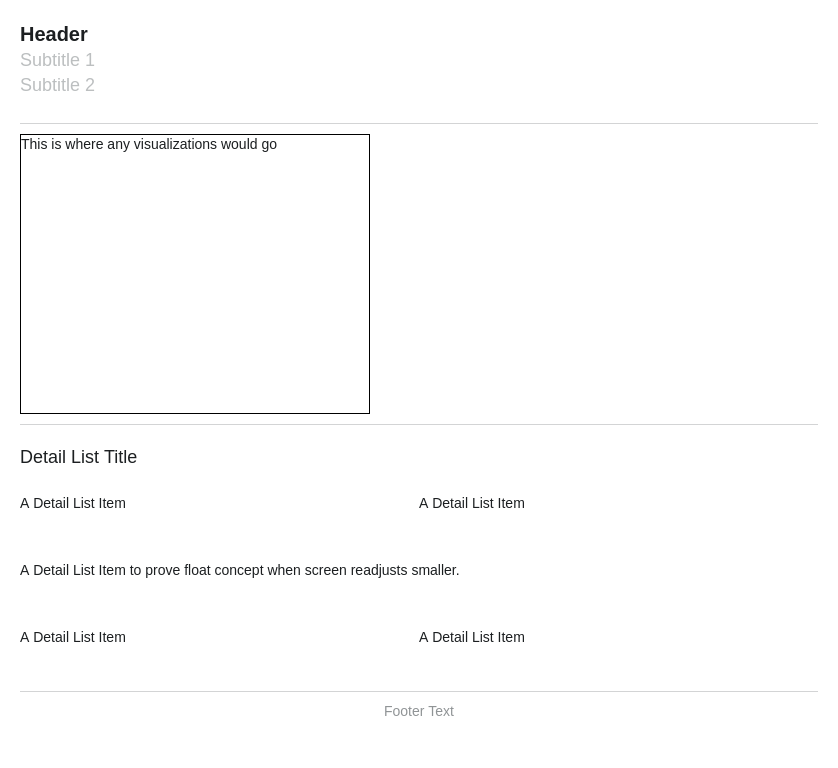 Header
Subtitle 1
Subtitle 2
This is where any visualizations would go
Detail List Title
A Detail List Item
A Detail List Item
A Detail List Item to prove float concept when screen readjusts smaller.
A Detail List Item
A Detail List Item
Footer Text